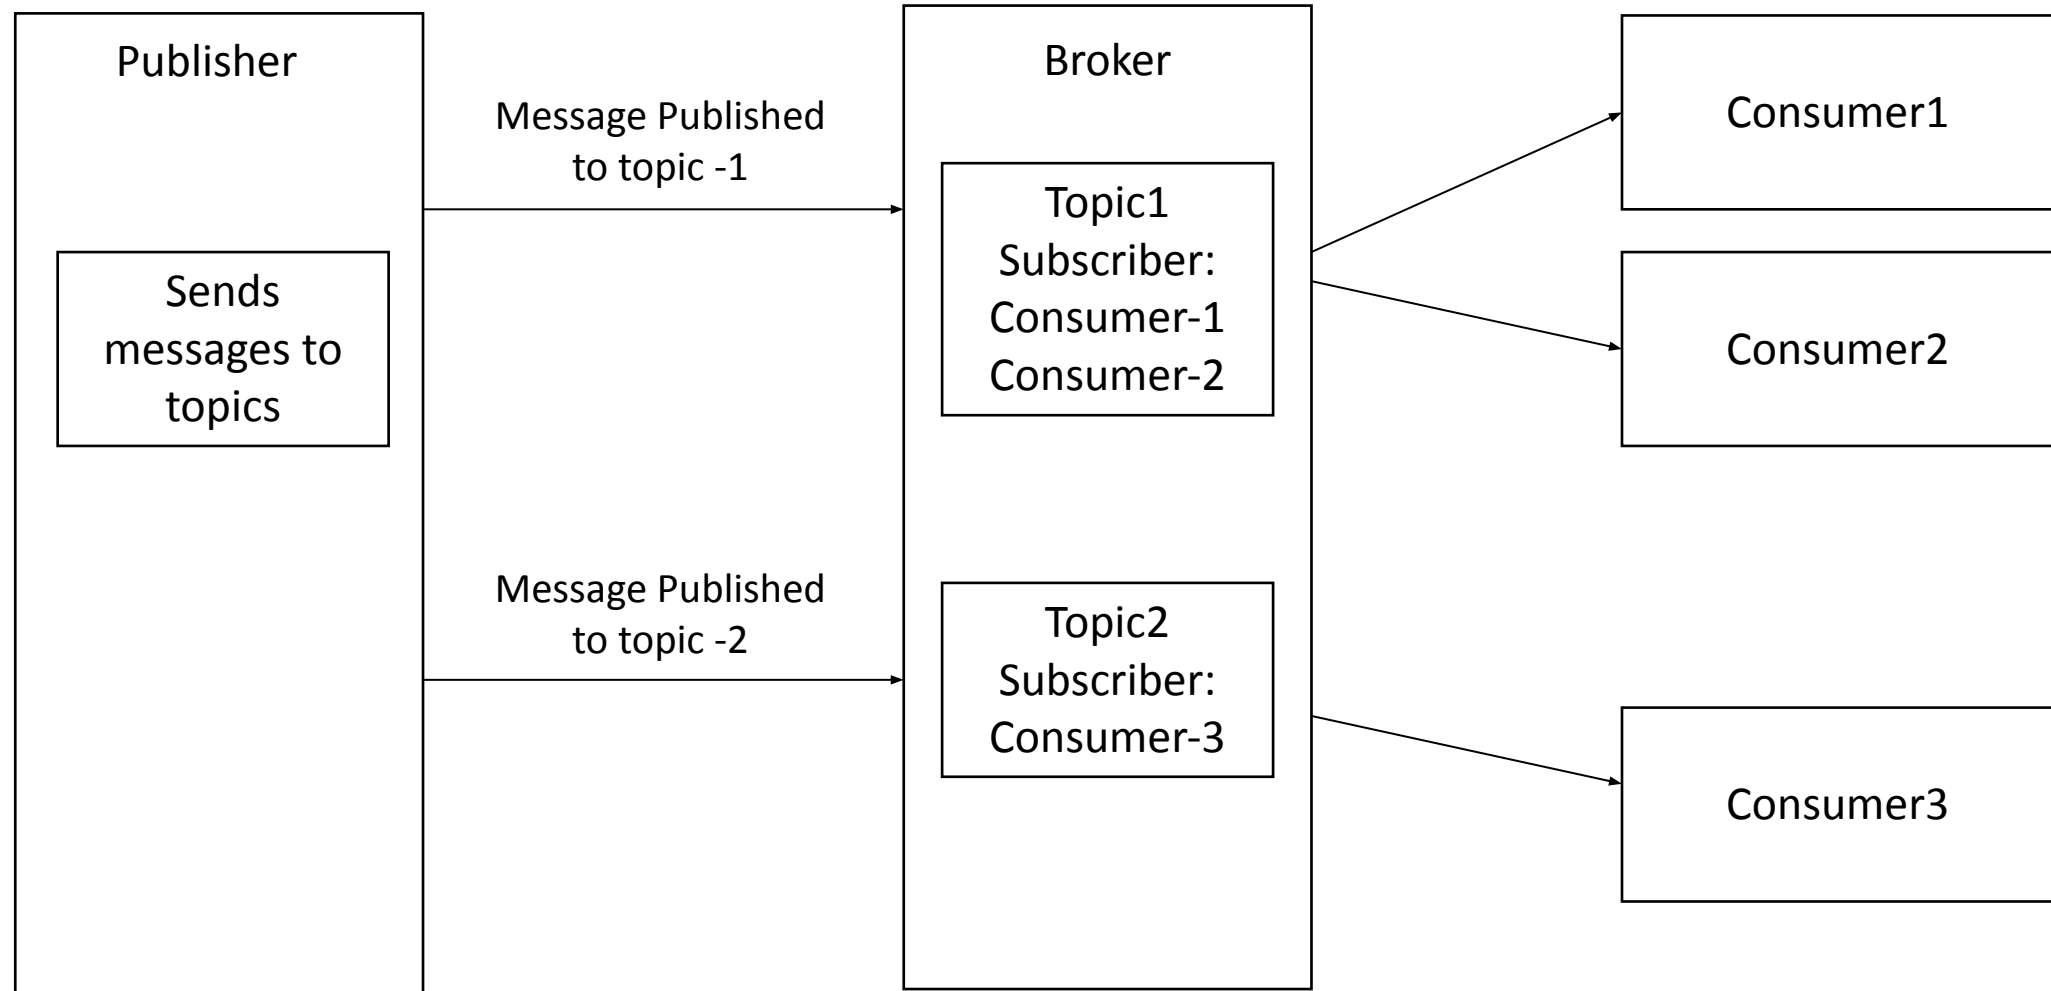 Publisher
Sends
messages to
topics
Message Published
to topic -1
Message Published
to topic -2
Broker
Topic1
Subscriber:
Consumer-1
Consumer-2
Topic2
Subscriber:
Consumer-3
Consumer1
Consumer2
Consumer3